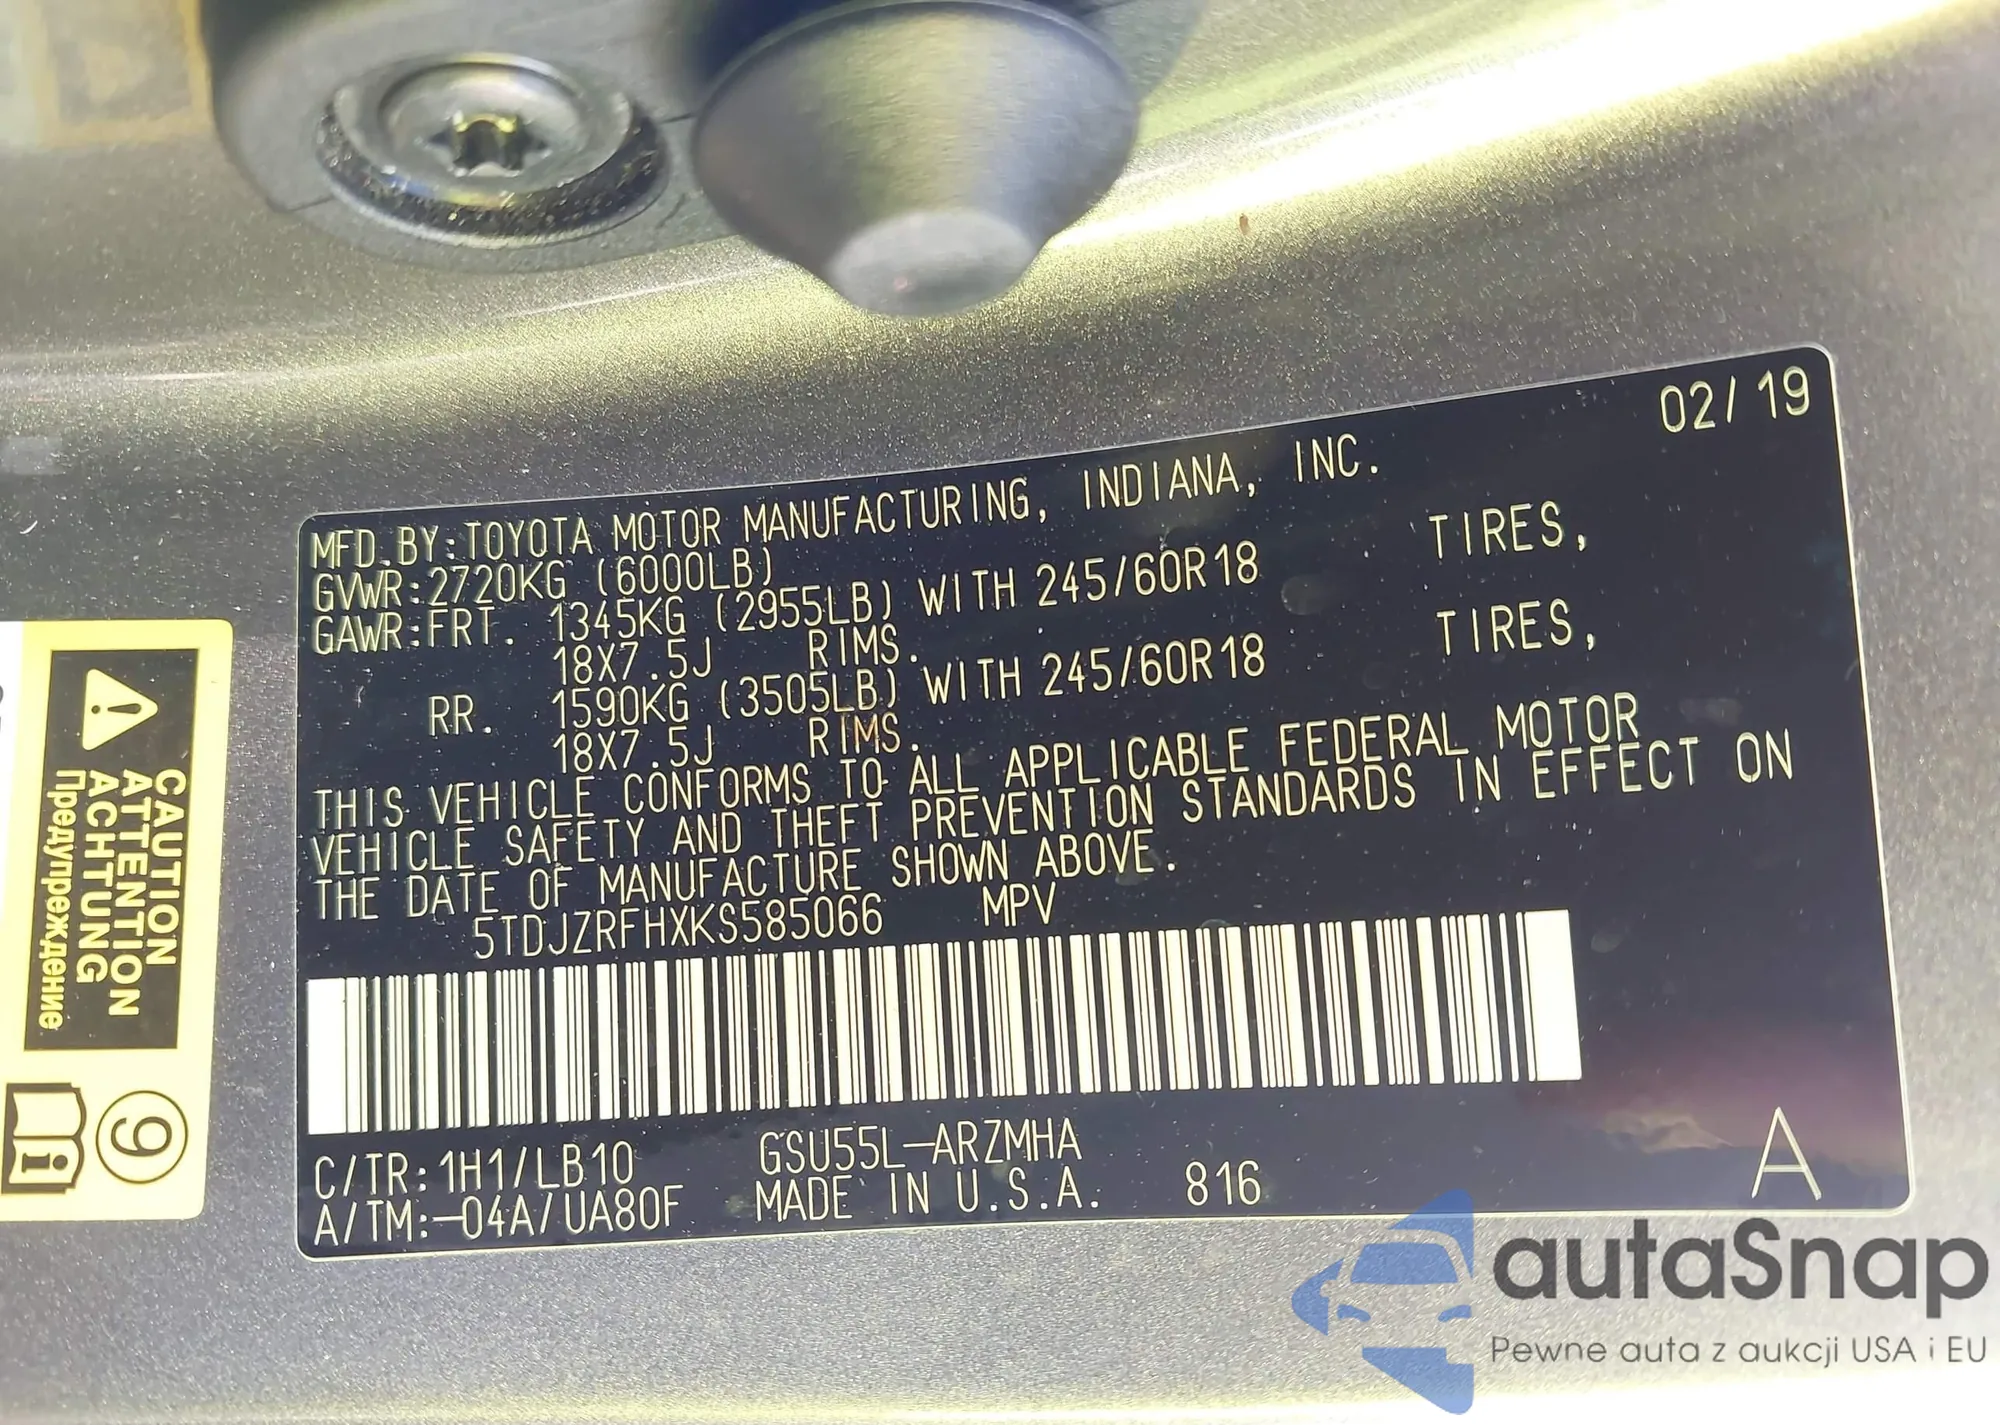 02/19
MFD.BY:TOYOTA MOTOR MANUFACTURING, INDIANA, INC.
GVWR:2720KG (6000LB)
GAWR:FRT. 1345KG (2955LB) WITH 245/60R18 TIRES,
18X7.5J RIMS.
RR. 1590KG (3505LB) WITH 245/60R18 TIRES,
18X7.5J RIMS.
THIS VEHICLE CONFORMS TO ALL APPLICABLE FEDERAL MOTOR
VEHICLE SAFETY AND THEFT PREVENTION STANDARDS IN EFFECT ON
THE DATE OF MANUFACTURE SHOWN ABOVE.
5TDJZRFHXKS585066 MPV
C/TR:1H1/LB10 GSU55L-ARZMHA
A/TM:-04A/UA80F MADE IN U.S.A. 816
A
CAUTION
ATTENTION
ACHTUNG
Предупреждение
9
i
autaSnap
Pewne auta z aukcji USA i EU